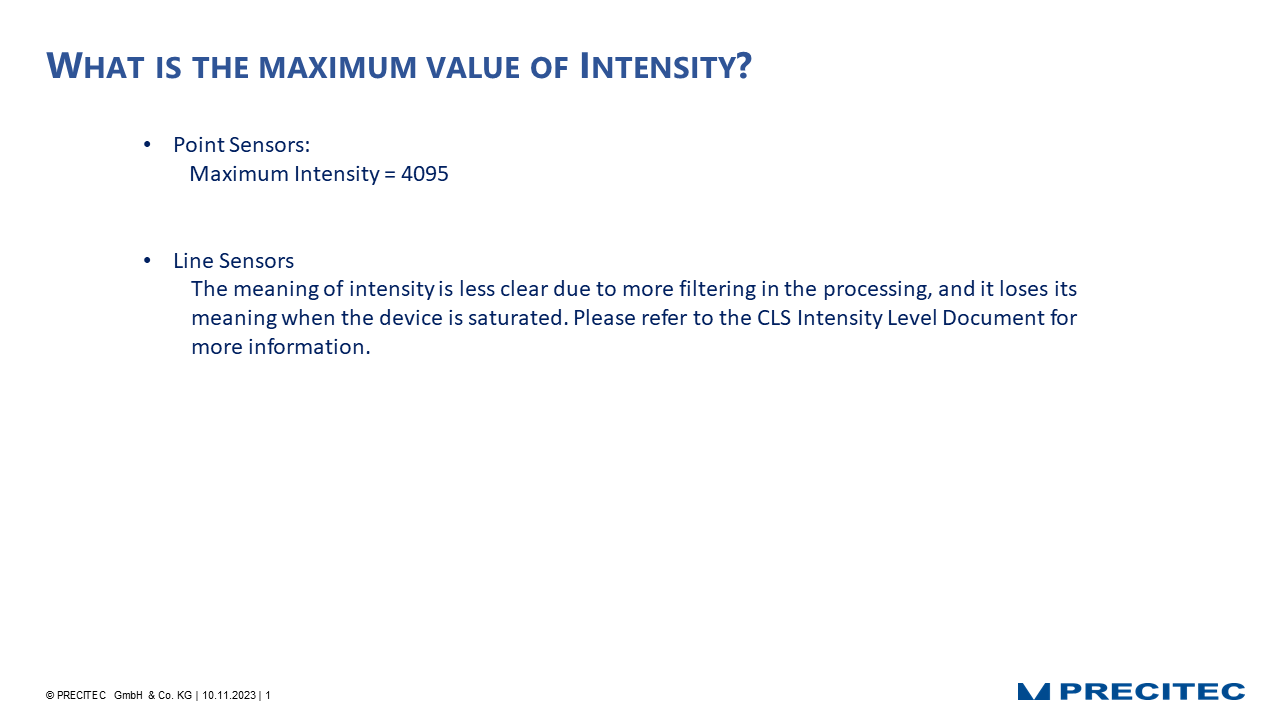 WHAT IS THE MAXIMUM VALUE OF INTENSITY?
• Point Sensors:
Maximum Intensity = 4095
• Line Sensors
The meaning of intensity is less clear due to more filtering in the processing, and it loses its
meaning when the device is saturated. Please refer to the CLS Intensity Level Document for
more information.
© PRECITEC GmbH & Co. KG | 10.11.2023 | 1
PRECITEC